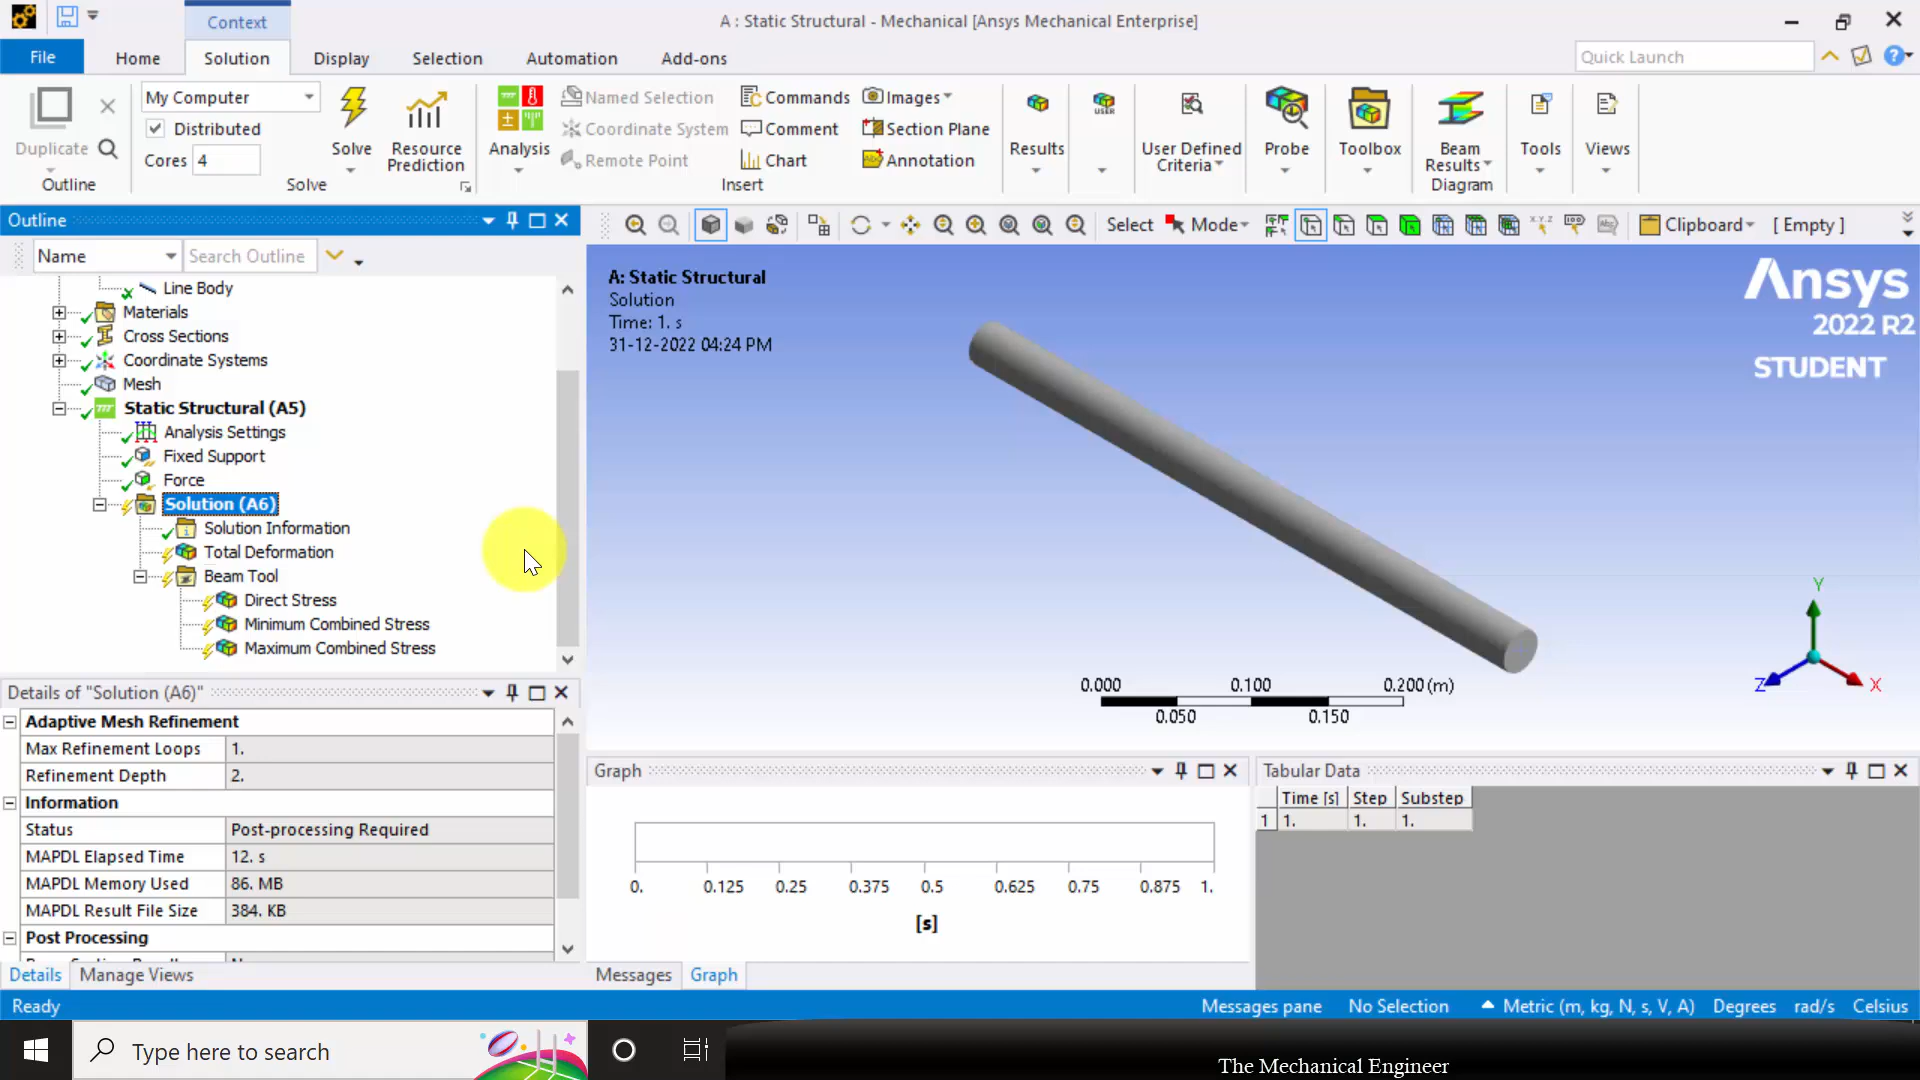 Context
A : Static Structural - Mechanical [Ansys Mechanical Enterprise]
File
Home
Solution
Display
Selection
Automation
Add-ons
Quick Launch
Duplicate
Outline
My Computer
Distributed
Cores 4
Solve
Resource
Prediction
Solve
Analysis
Named Selection
Coordinate System
Remote Point
Commands
Comment
Chart
Images
Section Plane
Annotation
Insert
Results
USER
User Defined
Criteria
Probe
Toolbox
Beam
Results
Diagram
Tools
Views
Outline
Name
Search Outline
Line Body
Materials
Cross Sections
Coordinate Systems
Mesh
Static Structural (A5)
Analysis Settings
Fixed Support
Force
Solution (A6)
Solution Information
Total Deformation
Beam Tool
Direct Stress
Minimum Combined Stress
Maximum Combined Stress
Select
Mode
Clipboard
[ Empty ]
A: Static Structural
Solution
Time: 1. s
31-12-2022 04:24 PM
Ansys
2022 R2
STUDENT
0.000
0.100
0.200 (m)
0.050
0.150
Y
Z
X
Details of "Solution (A6)"
Adaptive Mesh Refinement
Max Refinement Loops 1.
Refinement Depth 2.
Information
Status Post-processing Required
MAPDL Elapsed Time 12. s
MAPDL Memory Used 86. MB
MAPDL Result File Size 384. KB
Post Processing
Details
Manage Views
Graph
0. 0.125 0.25 0.375 0.5 0.625 0.75 0.875 1.
[s]
Messages
Graph
Tabular Data
Time [s] Step Substep
1 1. 1. 1.
Ready
Messages pane
No Selection
Metric (m, kg, N, s, V, A)
Degrees
rad/s
Celsius
Type here to search
The Mechanical Engineer